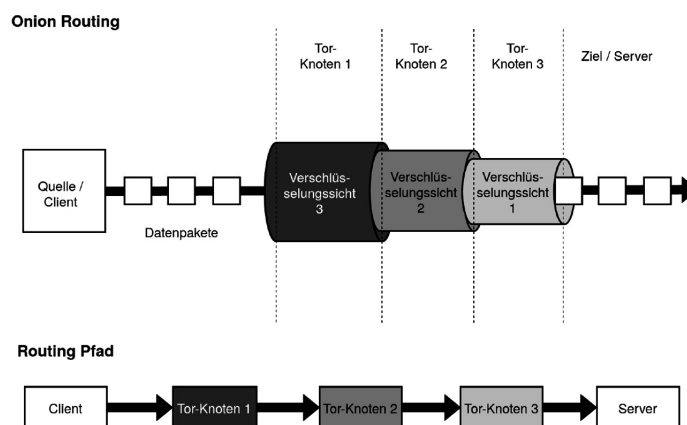 Onion Routing
Tor-
Knoten 1
Tor-
Knoten 2
Tor-
Knoten 3
Ziel / Server
Quelle /
Client
Datenpakete
Verschlüs-
selungssicht
3
Verschlüs-
selungssicht
2
Verschlüs-
selungssicht
1
Routing Pfad
Client
Tor-Knoten 1
Tor-Knoten 2
Tor-Knoten 3
Server